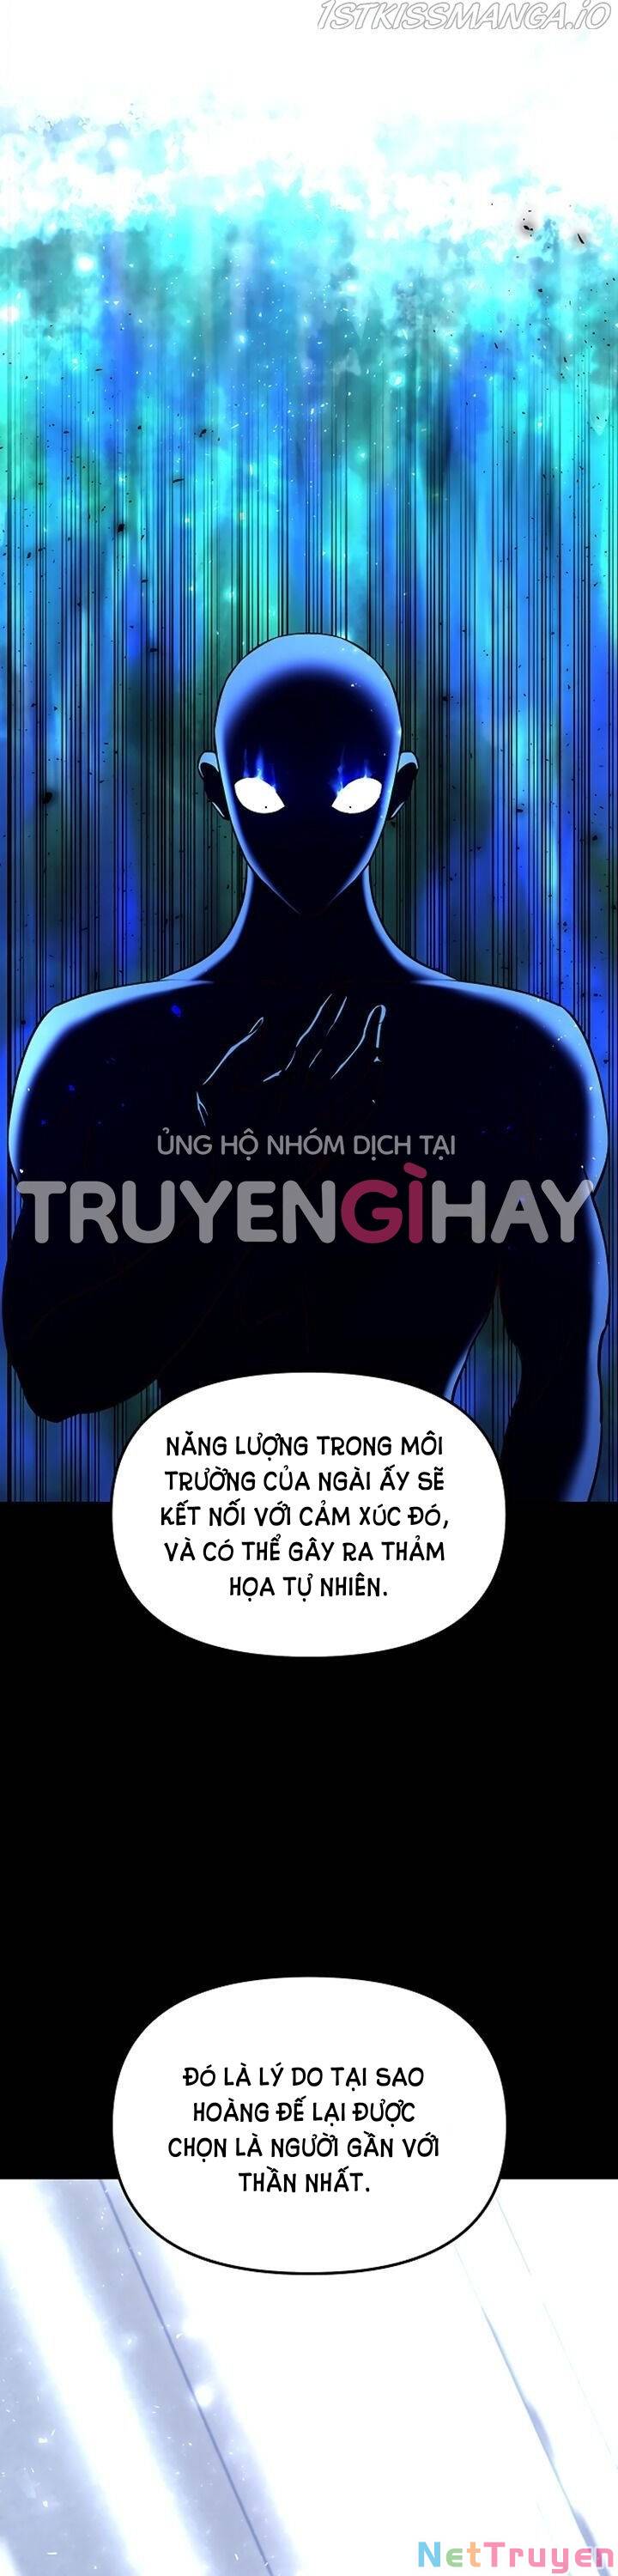 1STKISSMANGA.iO
ỦNG HỘ NHÓM DỊCH TẠI
TRUYENGÌHAY
NĂNG LƯỢNG TRONG MÔI
TRƯỜNG CỦA NGÀI ẤY SẼ
KẾT NỐI VỚI CẢM XÚC ĐÓ,
VÀ CÓ THỂ GÂY RA THẢM
HỌA TỰ NHIÊN.
ĐÓ LÀ LÝ DO TẠI SAO
HOÀNG ĐẾ LẠI ĐƯỢC
CHỌN LÀ NGƯỜI GẦN VỚI
THẦN NHẤT.
NetTruyen